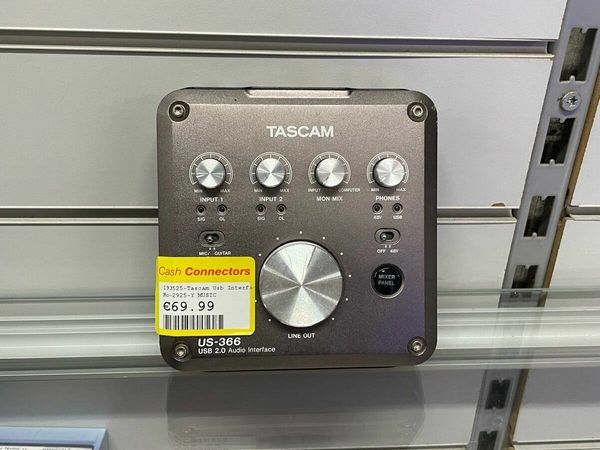 TASCAM
MIN MAX MIN MAX INPUT COMPUTER MIN MAX
INPUT 1 INPUT 2 MON MIX PHONES
SIG OL SIG OL 48V USB
MIC/ GUITAR OFF 48V
Cash Connectors
193525-Tascam Usb Interfa
No-2925-Y MUSIC
€69.99
MIXER
PANEL
LINE OUT
US-366
USB 2.0 Audio Interface